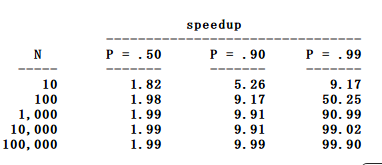 speedup
--------------------------------
N P = .50 P = .90 P = .99
----- ------- ------- -------
10 1.82 5.26 9.17
100 1.98 9.17 50.25
1,000 1.99 9.91 90.99
10,000 1.99 9.91 99.02
100,000 1.99 9.99 99.90